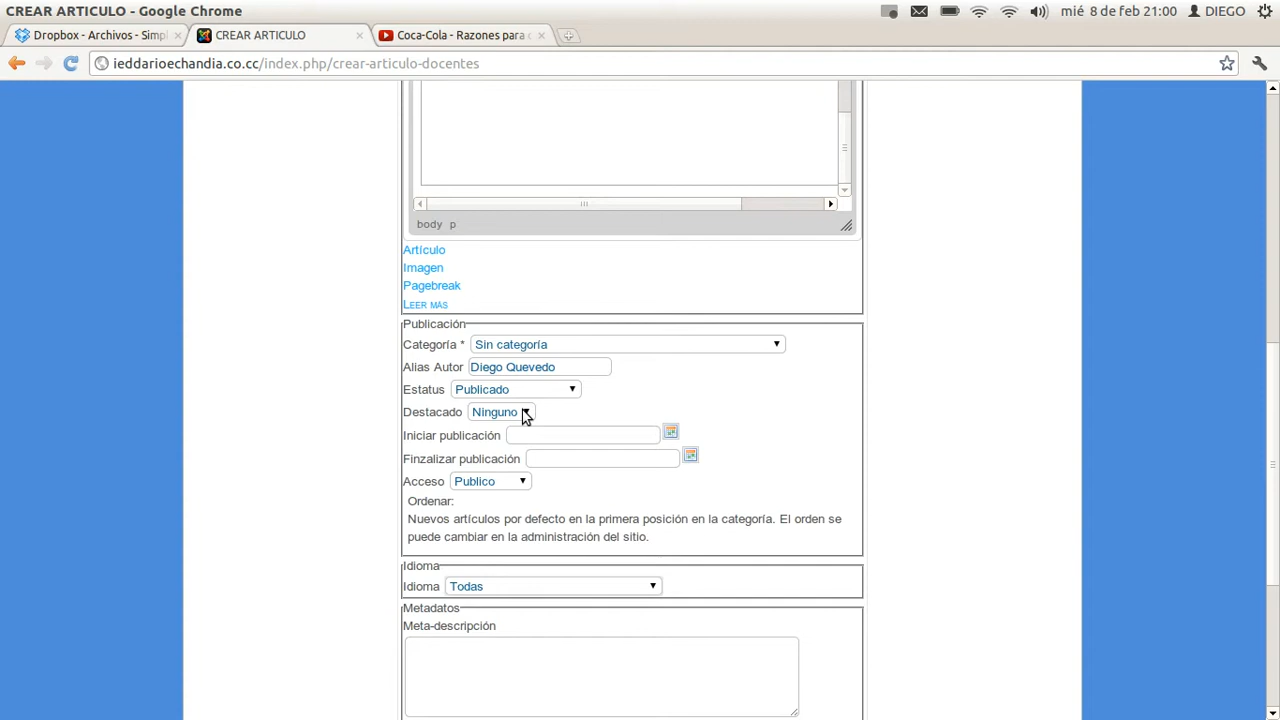 CREAR ARTICULO - Google Chrome
mié 8 de feb 21:00
DIEGO
Dropbox - Archivos - Simpl
CREAR ARTICULO
Coca-Cola - Razones para c
ieddarioechandia.co.cc/index.php/crear-articulo-docentes
body p
Artículo
Imagen
Pagebreak
LEER MÁS
Publicación
Categoría * Sin categoría
Alias Autor Diego Quevedo
Estatus Publicado
Destacado Ninguno
Iniciar publicación
Finzalizar publicación
Acceso Publico
Ordenar:
Nuevos artículos por defecto en la primera posición en la categoría. El orden se
puede cambiar en la administración del sitio.
Idioma
Idioma Todas
Metadatos
Meta-descripción